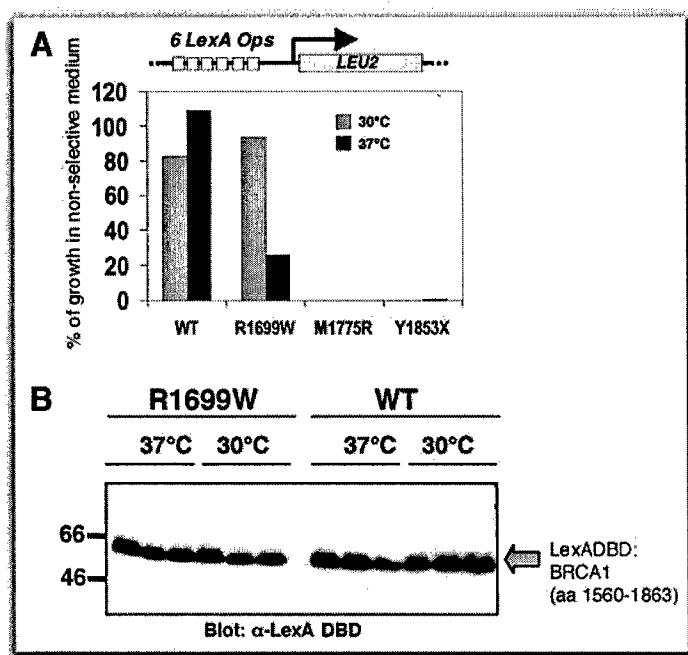 A
6 LexA Ops
LEU2
% of growth in non-selective medium
120
100
80
60
40
20
0
30°C
37°C
WT R1699W M1775R Y1853X
B
R1699W WT
37°C 30°C 37°C 30°C
66
46
LexADBD:
BRCA1
(aa 1560-1863)
Blot: α-LexA DBD